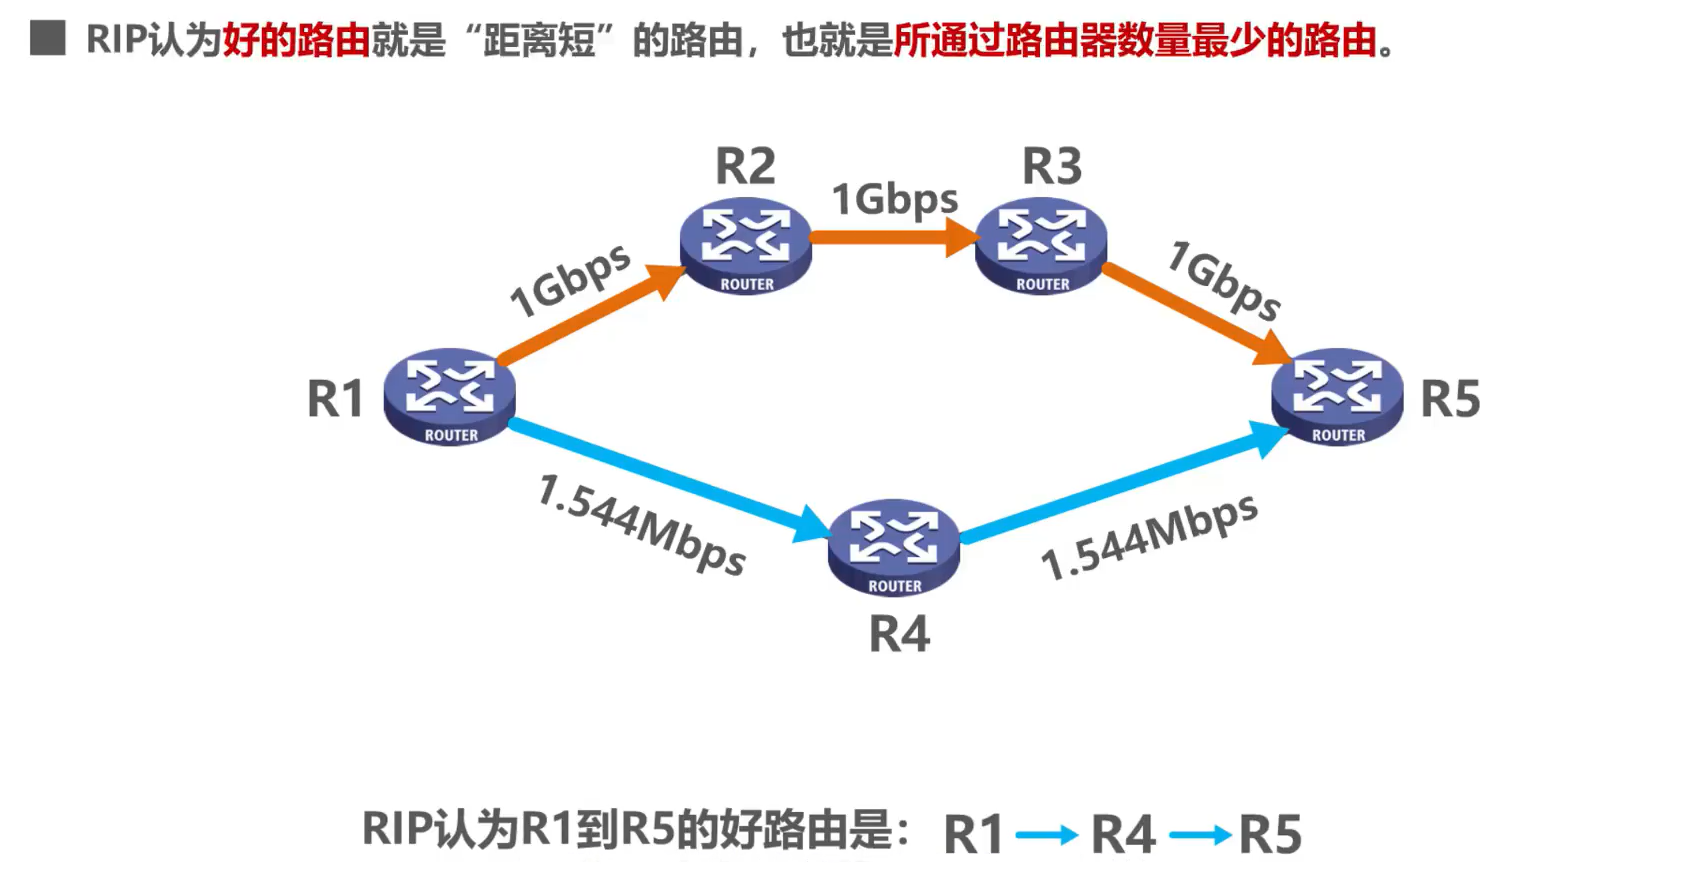 RIP认为好的路由就是“距离短”的路由，也就是所通过路由器数量最少的路由。
R2
R3
1Gbps
1Gbps
1Gbps
ROUTER
ROUTER
R1
R5
ROUTER
ROUTER
1.544Mbps
1.544Mbps
ROUTER
R4
RIP认为R1到R5的好路由是： R1 → R4 → R5